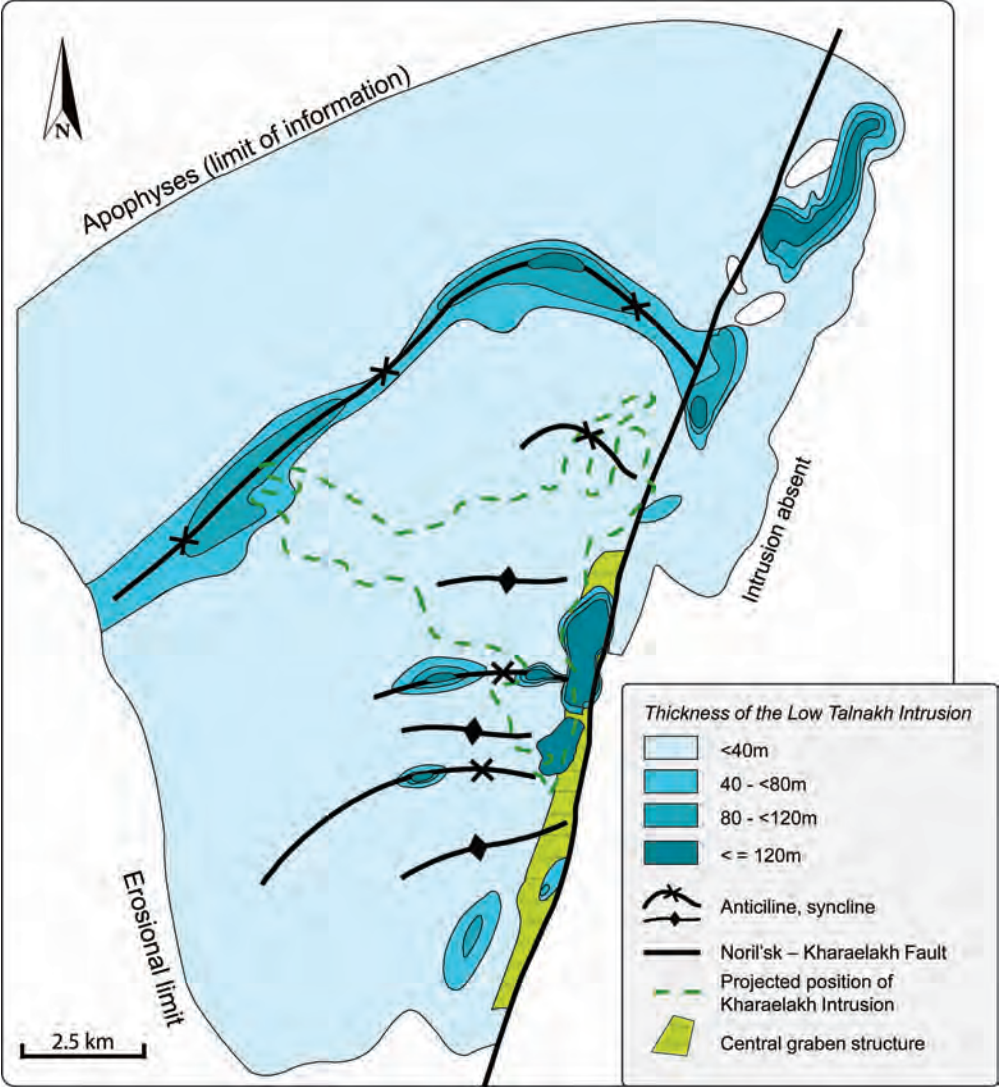 N
Apophyses (limit of information)
Intrusion absent
Erosional limit
2.5 km
Thickness of the Low Talnakh Intrusion
<40m
40 - <80m
80 - <120m
< = 120m
Anticiline, syncline
Noril'sk – Kharaelakh Fault
Projected position of
Kharaelakh Intrusion
Central graben structure